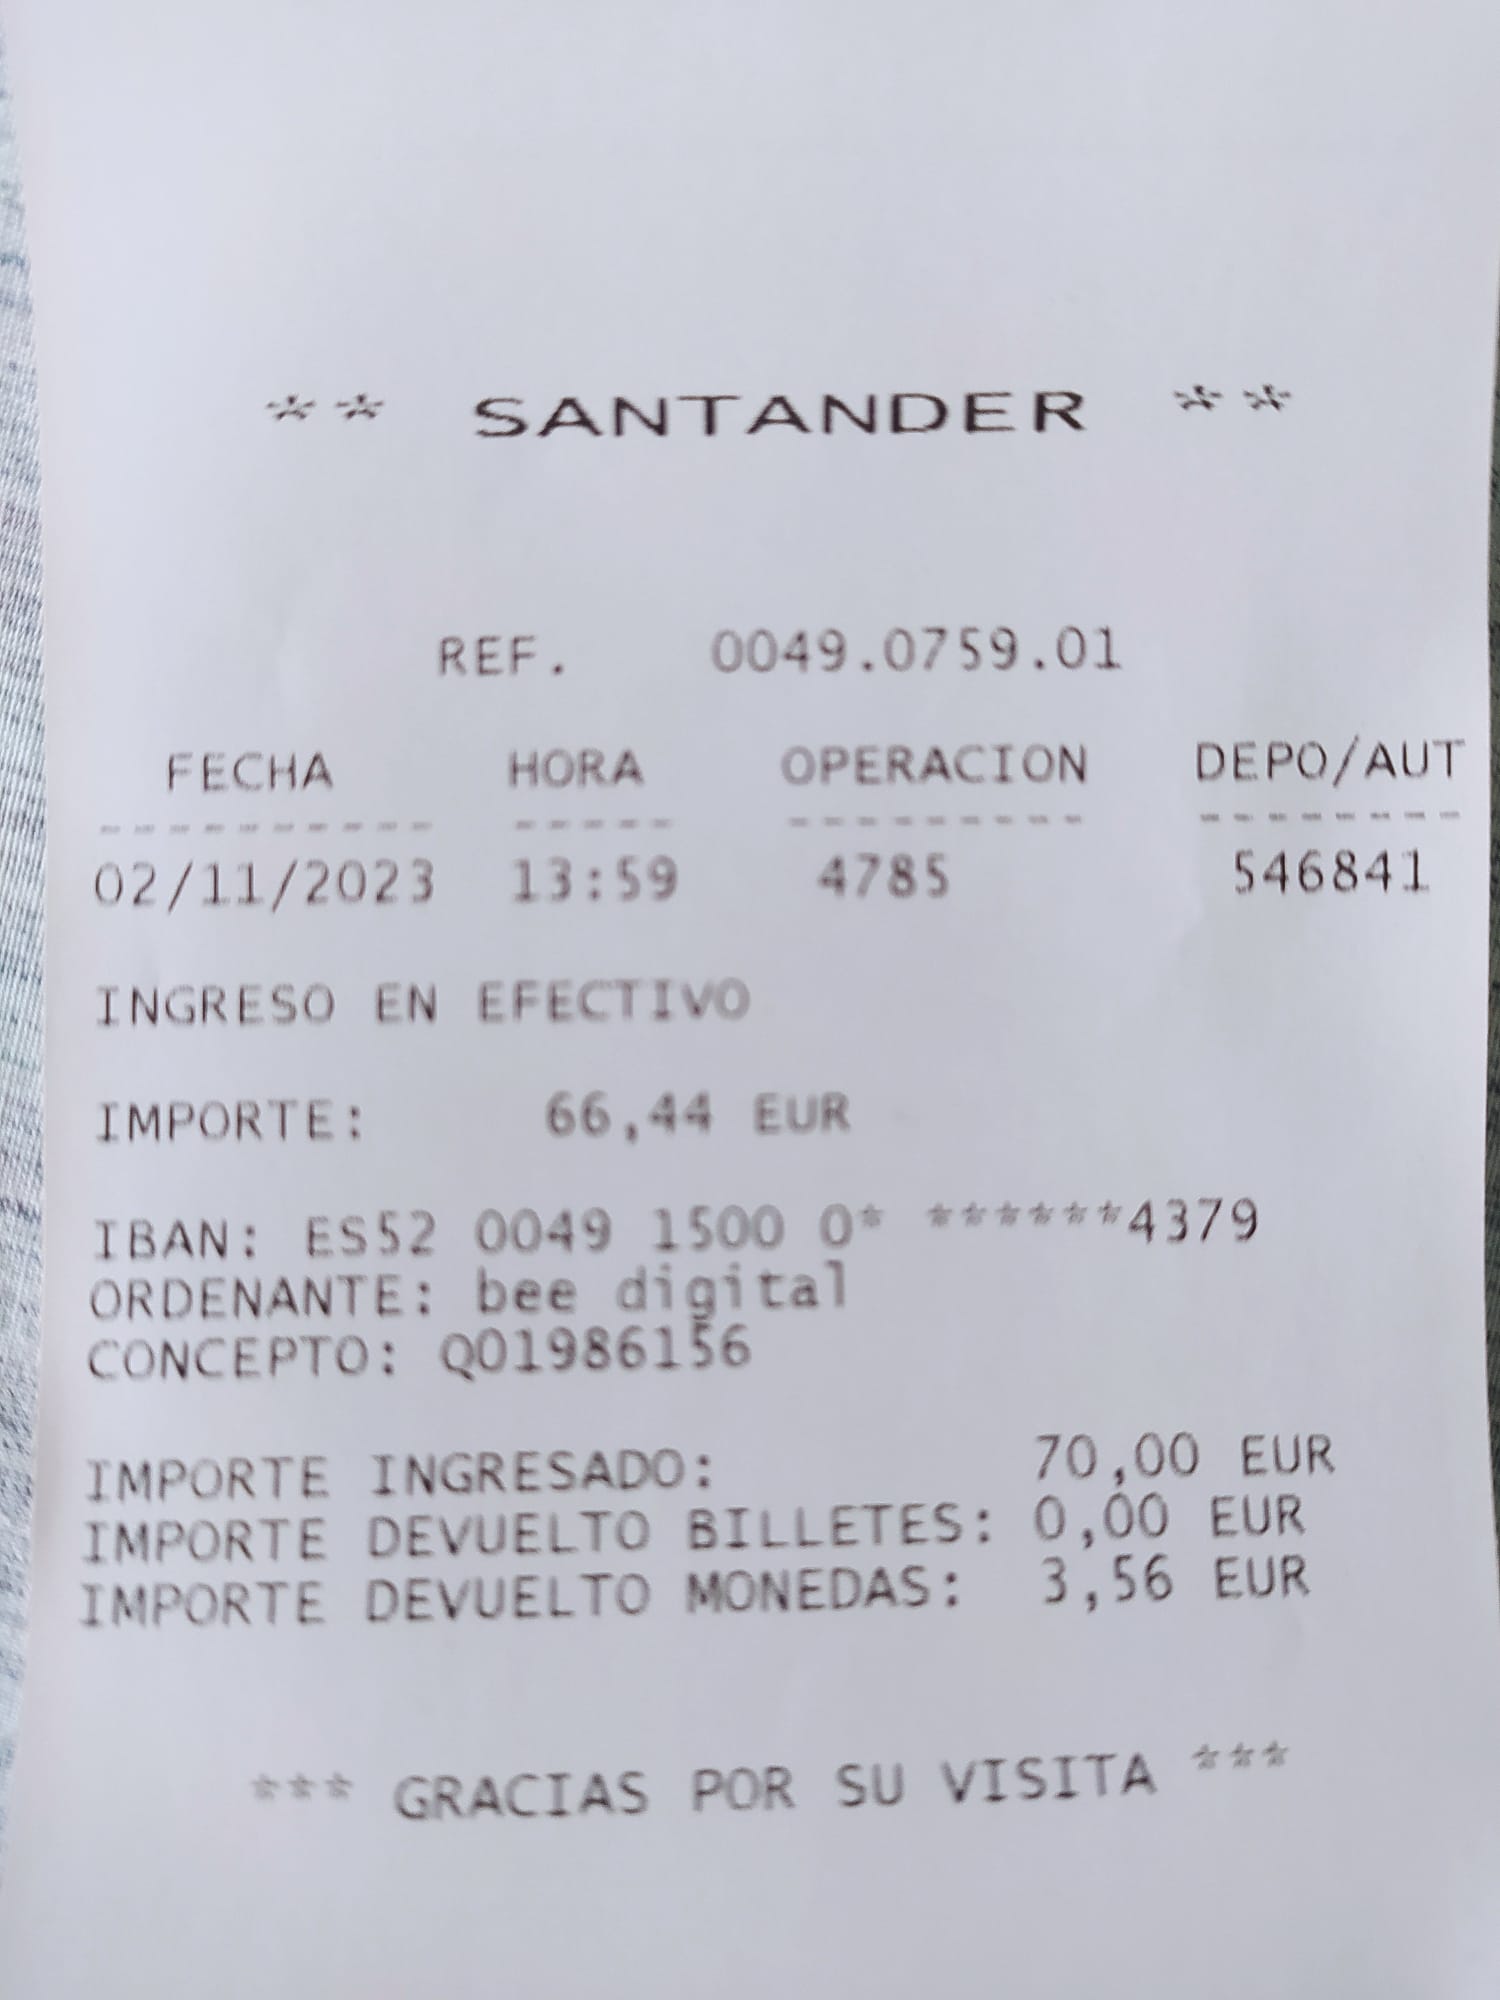 ** SANTANDER **
REF. 0049.0759.01
FECHA HORA OPERACION DEPO/AUT
---------- ----- --------- --------
02/11/2023 13:59 4785 546841
INGRESO EN EFECTIVO
IMPORTE: 66,44 EUR
IBAN: ES52 0049 1500 0* ******4379
ORDENANTE: bee digital
CONCEPTO: Q01986156
IMPORTE INGRESADO: 70,00 EUR
IMPORTE DEVUELTO BILLETES: 0,00 EUR
IMPORTE DEVUELTO MONEDAS: 3,56 EUR
*** GRACIAS POR SU VISITA ***